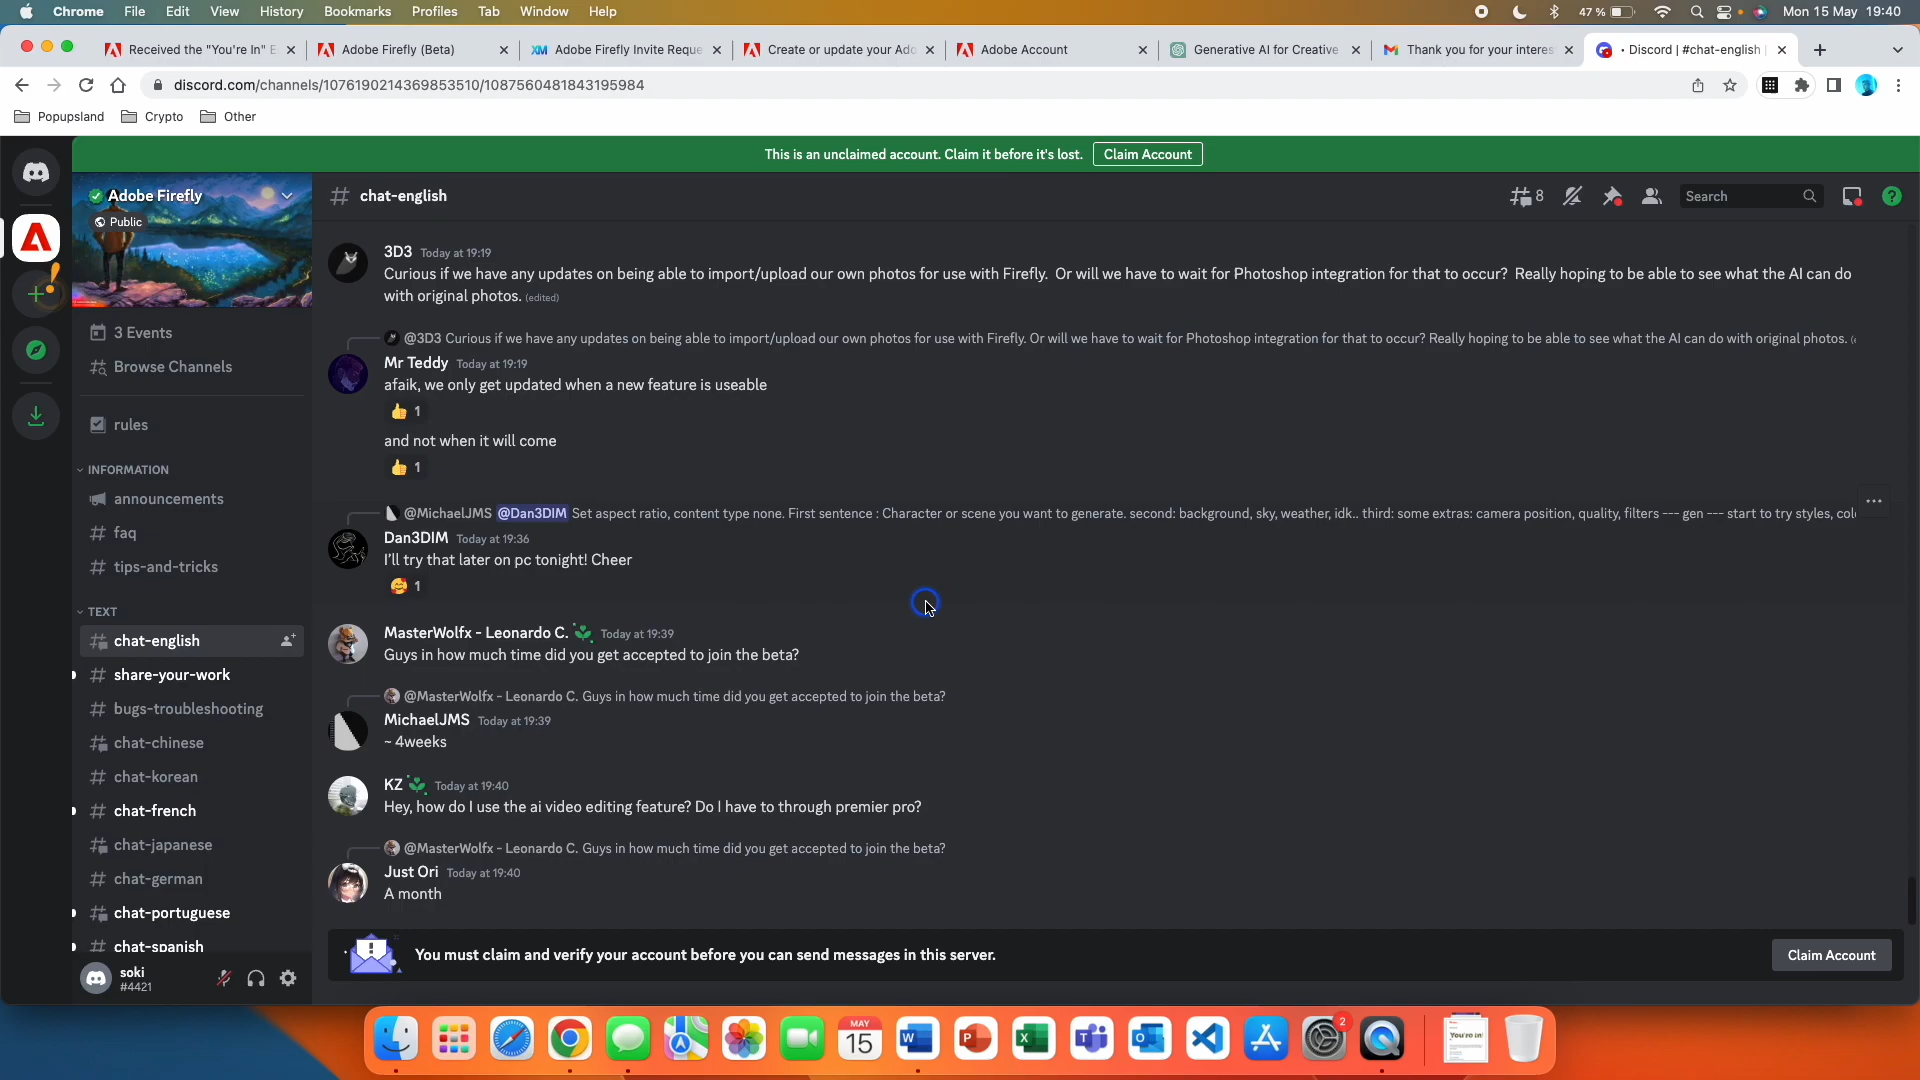 Chrome File Edit View History Bookmarks Profiles Tab Window Help 47 % Mon 15 May 19:40
Received the "You're In" E Adobe Firefly (Beta) XM Adobe Firefly Invite Reque Create or update your Ado Adobe Account Generative AI for Creative Thank you for your interes • Discord | #chat-english |
discord.com/channels/1076190214369853510/1087560481843195984
Popupsland Crypto Other
This is an unclaimed account. Claim it before it's lost. Claim Account
Adobe Firefly
Public
3 Events
Browse Channels
rules
INFORMATION
announcements
# faq
# tips-and-tricks
TEXT
chat-english
# share-your-work
# bugs-troubleshooting
chat-chinese
# chat-korean
# chat-french
chat-japanese
# chat-german
chat-portuguese
# chat-spanish
soki
#4421
# chat-english 8 Search
3D3 Today at 19:19
Curious if we have any updates on being able to import/upload our own photos for use with Firefly. Or will we have to wait for Photoshop integration for that to occur? Really hoping to be able to see what the AI can do
with original photos. (edited)
@3D3 Curious if we have any updates on being able to import/upload our own photos for use with Firefly. Or will we have to wait for Photoshop integration for that to occur? Really hoping to be able to see what the AI can do with original photos.
Mr Teddy Today at 19:19
afaik, we only get updated when a new feature is useable
👍 1
and not when it will come
👍 1
@MichaelJMS @Dan3DIM Set aspect ratio, content type none. First sentence : Character or scene you want to generate. second: background, sky, weather, idk.. third: some extras: camera position, quality, filters --- gen --- start to try styles, col
Dan3DIM Today at 19:36
I'll try that later on pc tonight! Cheer
🥰 1
MasterWolfx - Leonardo C. Today at 19:39
Guys in how much time did you get accepted to join the beta?
@MasterWolfx - Leonardo C. Guys in how much time did you get accepted to join the beta?
MichaelJMS Today at 19:39
~ 4weeks
KZ Today at 19:40
Hey, how do I use the ai video editing feature? Do I have to through premier pro?
@MasterWolfx - Leonardo C. Guys in how much time did you get accepted to join the beta?
Just Ori Today at 19:40
A month
You must claim and verify your account before you can send messages in this server. Claim Account
MAY
15
W P X T O 2 You're in!